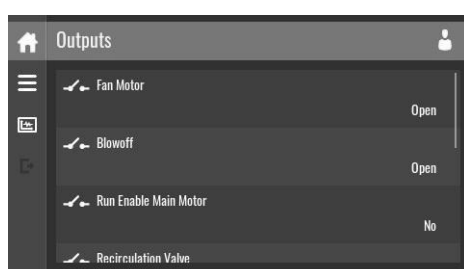 Outputs
Fan Motor
Open
Blowoff
Open
Run Enable Main Motor
No
Recirculation Valve